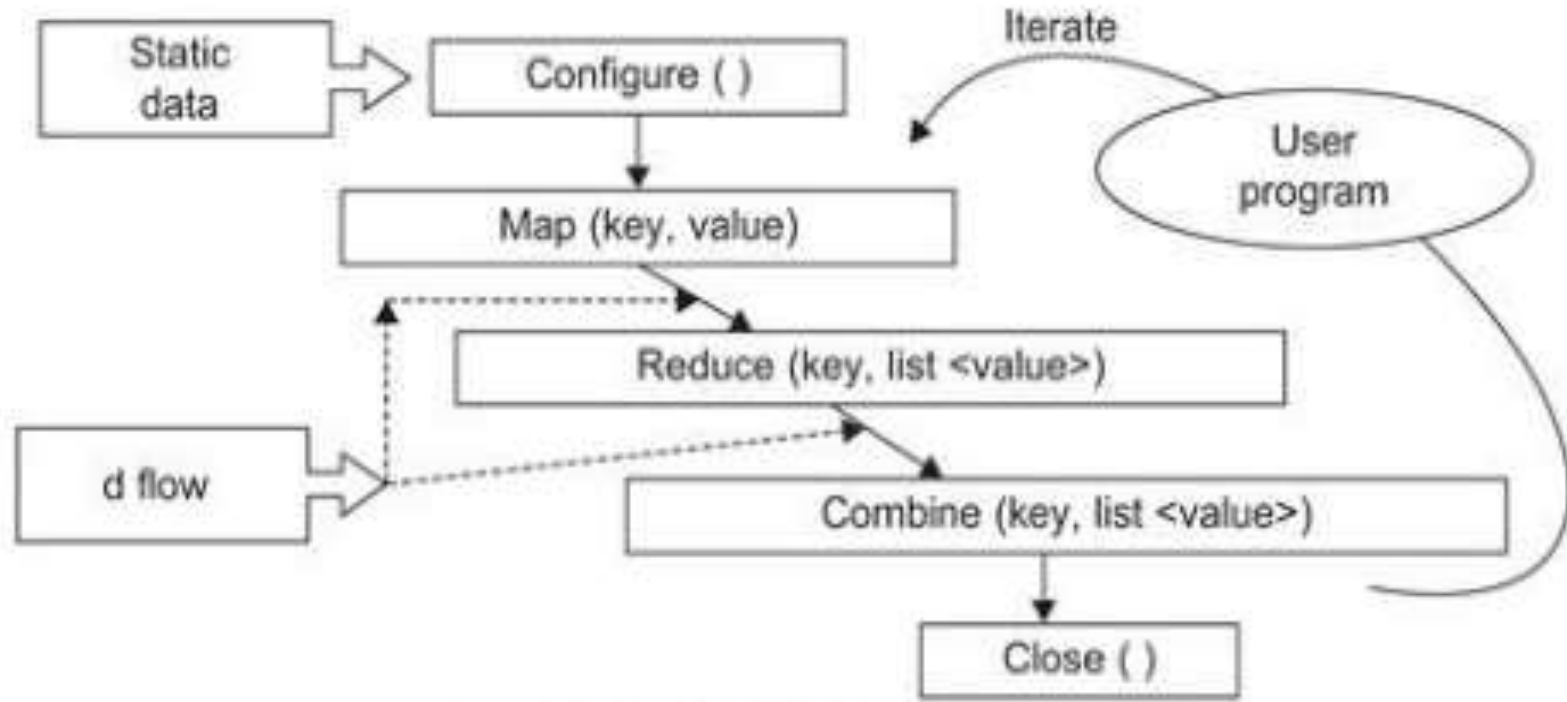 Static
data
Configure ( )
Iterate
User
program
Map (key, value)
Reduce (key, list <value>)
d flow
Combine (key, list <value>)
Close ( )